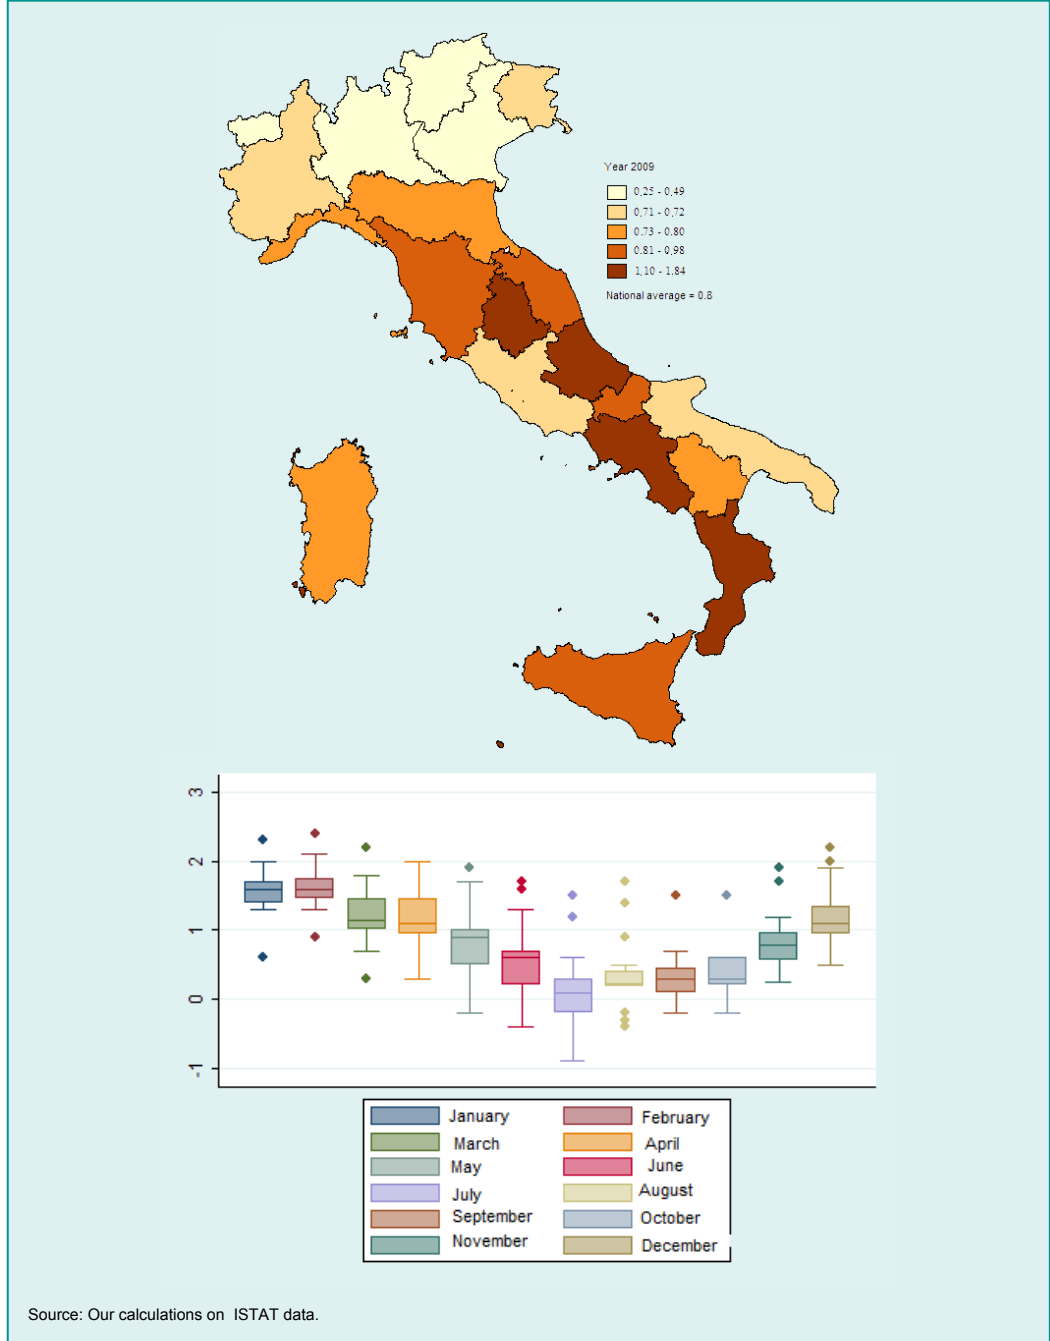 Year 2009
0,25 - 0,49
0,71 - 0,72
0,73 - 0,80
0,81 - 0,98
1,10 - 1,84
National average = 0.8
3
2
1
0
-1
January February
March April
May June
July August
September October
November December
Source: Our calculations on ISTAT data.